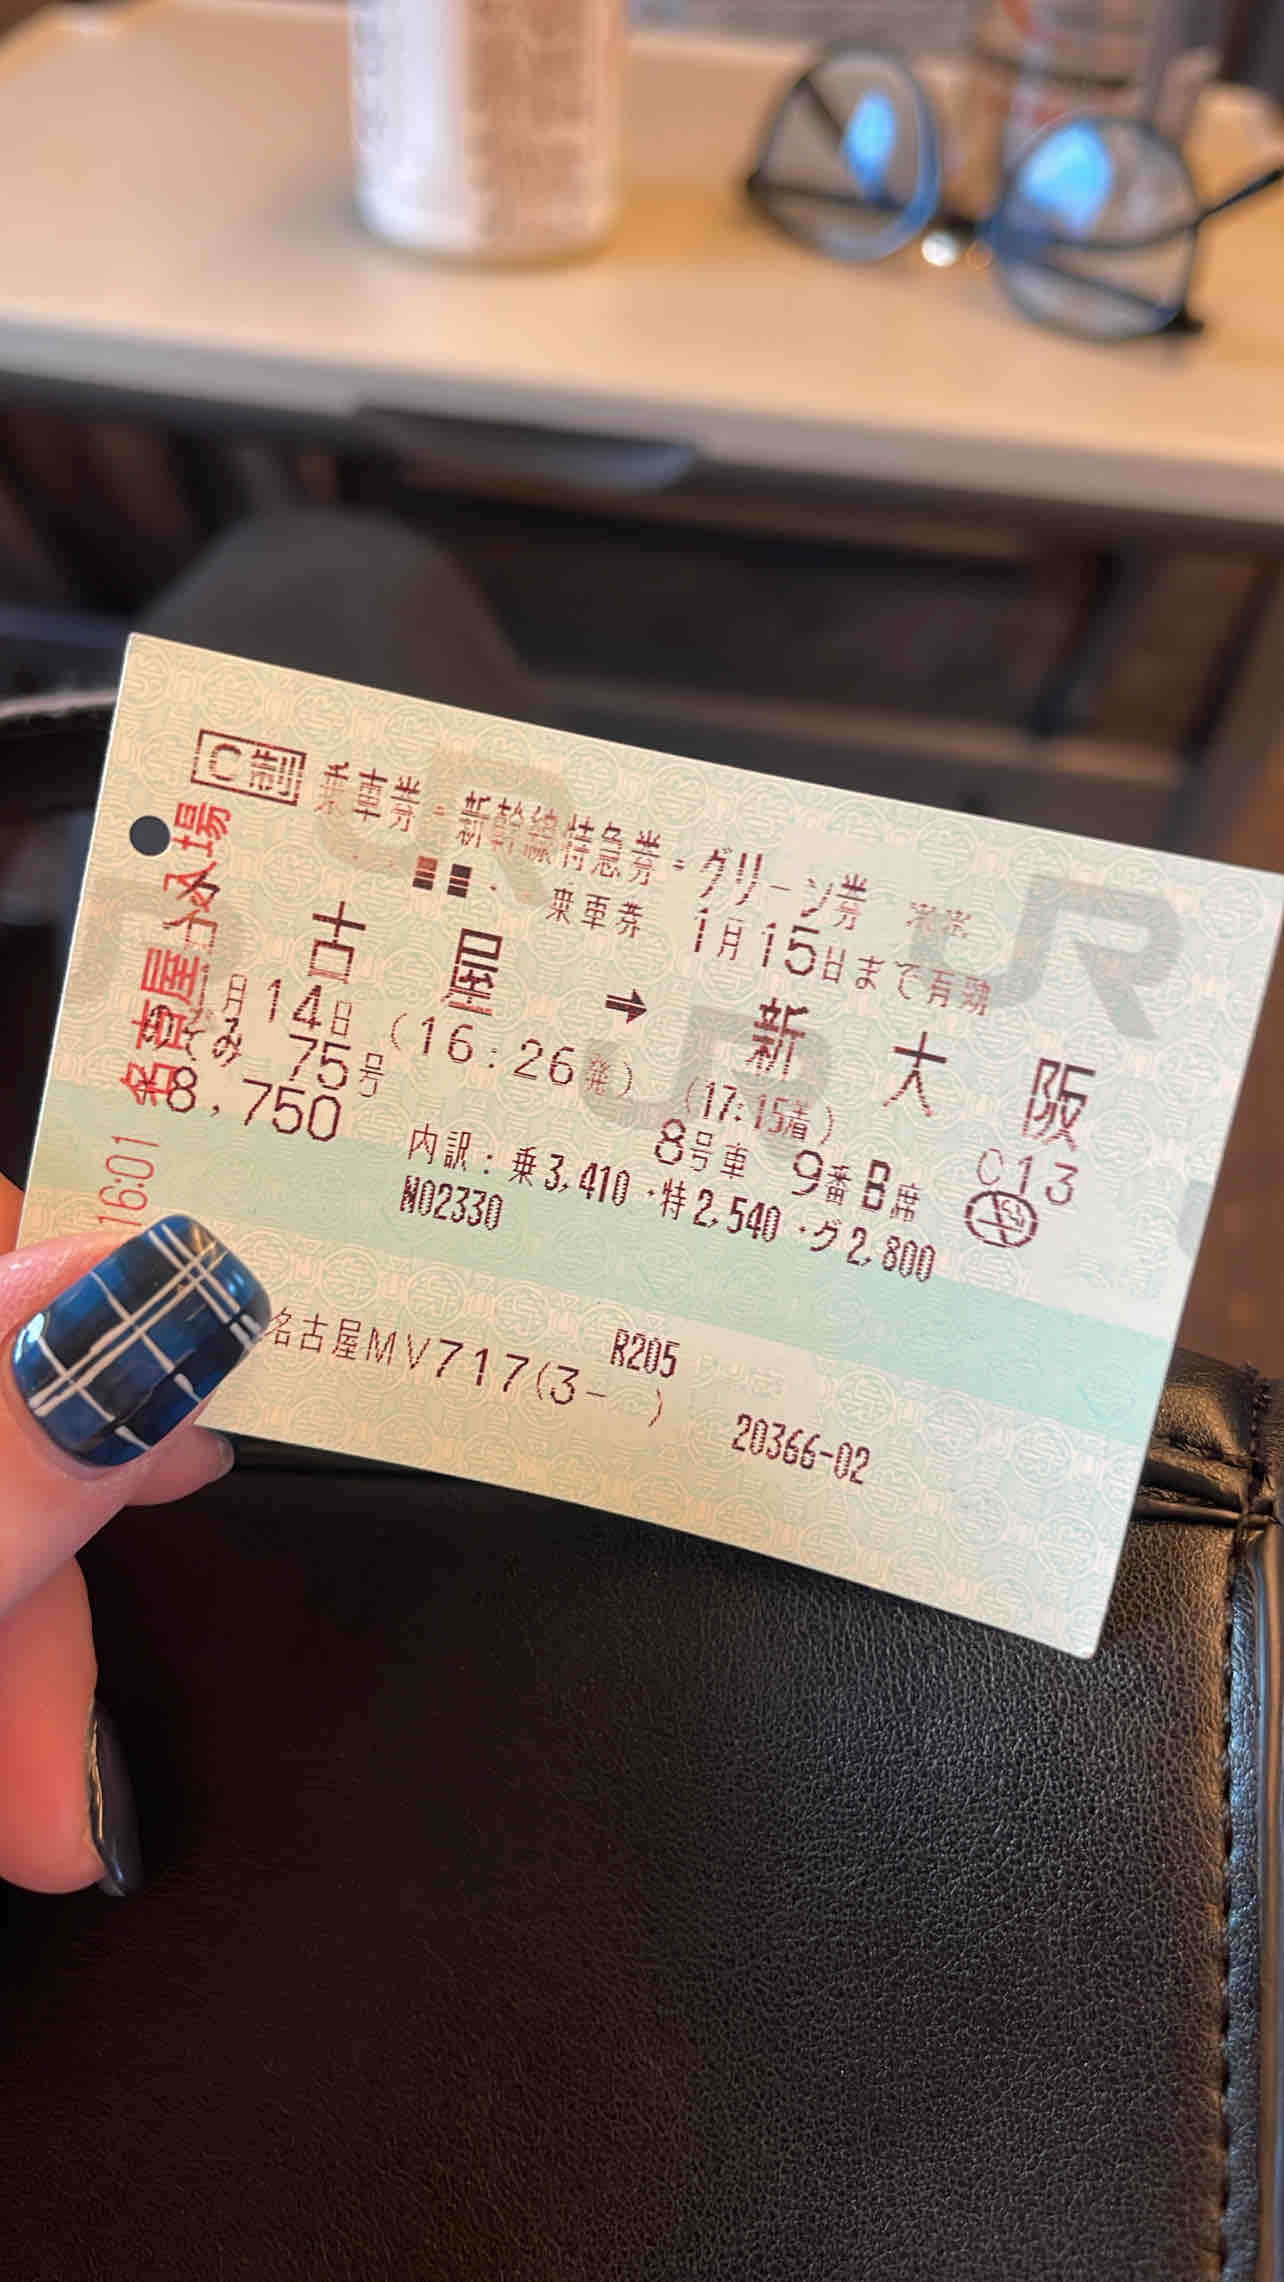 C制 乗車券・新幹線特急券・グリーン券
乗車券 1月15日まで有効
古屋 → 新大阪
月14日 (16:26発) (17:15着) C13
75号 8号車 9番B席
8,750 内訳:乗3,410・特2,540・グ2,800
N02330
R205
名古屋MV717(3- ) 20366-02
名古屋 入場
16:01
JR
JR